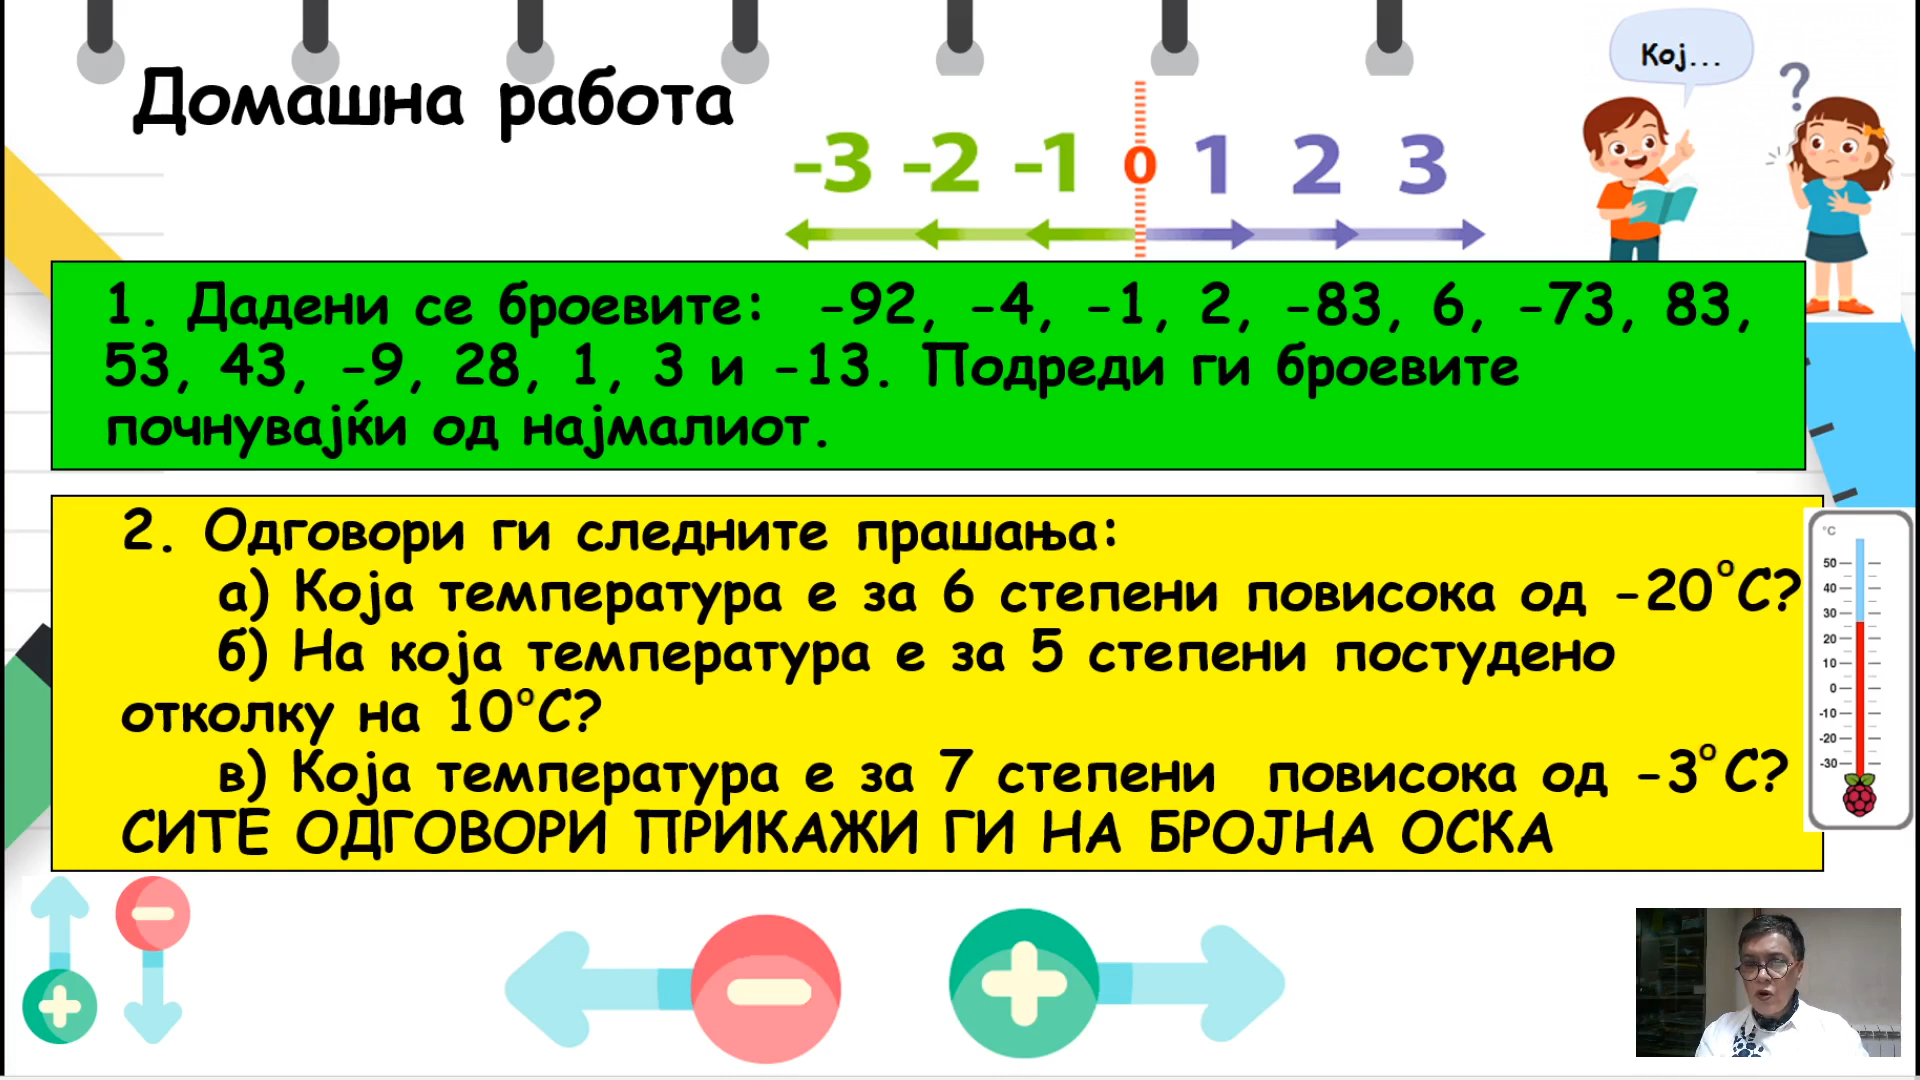 Кој...
?
Домашна работа
-3 -2 -1 0 1 2 3
1. Дадени се броевите: -92, -4, -1, 2, -83, 6, -73, 83,
53, 43, -9, 28, 1, 3 и -13. Подреди ги броевите
почнувајќи од најмалиот.
2. Одговори ги следните прашања:
а) Која температура е за 6 степени повисока од -20°C?
б) На која температура е за 5 степени постудено
отколку на 10°C?
в) Која температура е за 7 степени повисока од -3°C?
СИТЕ ОДГОВОРИ ПРИКАЖИ ГИ НА БРОЈНА ОСКА
°C
50
40
30
20
10
0
-10
-20
-30